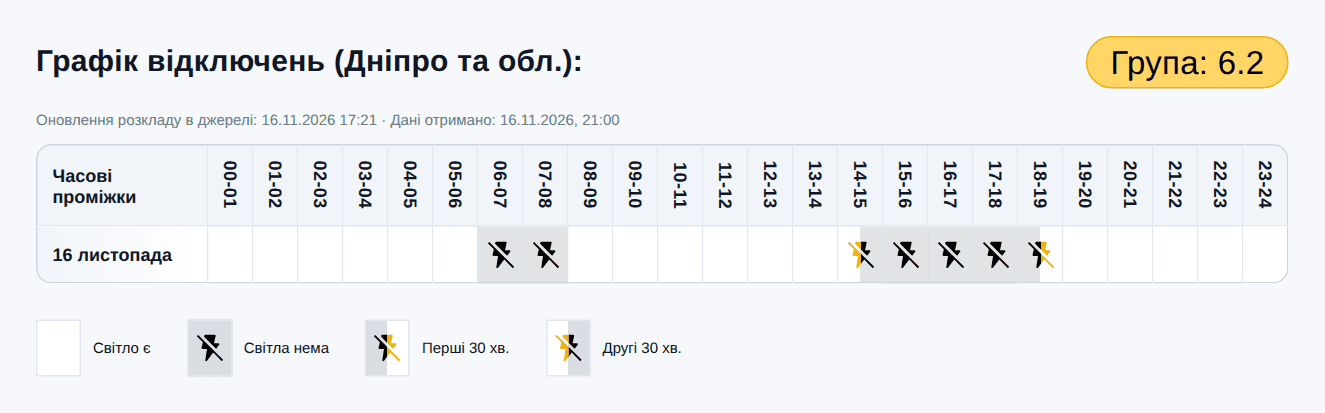 Графік відключень (Дніпро та обл.):
Група: 6.2
Оновлення розкладу в джерелі: 16.11.2026 17:21 · Дані отримано: 16.11.2026, 21:00
Часові
проміжки
00-01
01-02
02-03
03-04
04-05
05-06
06-07
07-08
08-09
09-10
10-11
11-12
12-13
13-14
14-15
15-16
16-17
17-18
18-19
19-20
20-21
21-22
22-23
23-24
16 листопада
Світло є
Світла нема
Перші 30 хв.
Другі 30 хв.